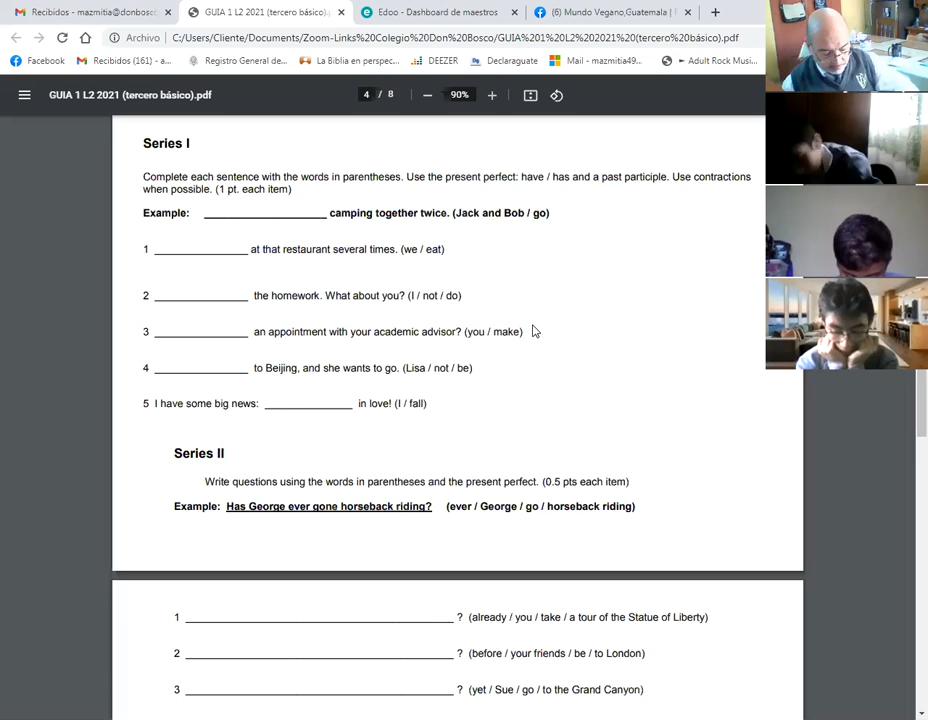 Recibidos - mazmitia@donbosc
GUIA 1 L2 2021 (tercero básico).
Edoo - Dashboard de maestros
(6) Mundo Vegano,Guatemala |
Archivo
C:/Users/Cliente/Documents/Zoom-Links%20Colegio%20Don%20Bosco/GUIA%201%20L2%202021%20(tercero%20básico).pdf
Facebook
Recibidos (161) - a...
Registro General de...
La Biblia en perspec...
DEEZER
Declaraguate
Mail - mazmitia49...
► Adult Rock Musi...
GUIA 1 L2 2021 (tercero básico).pdf
4 / 8
90%
Series I
Complete each sentence with the words in parentheses. Use the present perfect: have / has and a past participle. Use contractions
when possible. (1 pt. each item)
Example: ____________________ camping together twice. (Jack and Bob / go)
1 ________________ at that restaurant several times. (we / eat)
2 ________________ the homework. What about you? (I / not / do)
3 ________________ an appointment with your academic advisor? (you / make)
4 ________________ to Beijing, and she wants to go. (Lisa / not / be)
5 I have some big news: _______________ in love! (I / fall)
Series II
Write questions using the words in parentheses and the present perfect. (0.5 pts each item)
Example: Has George ever gone horseback riding? (ever / George / go / horseback riding)
1 ______________________________________________ ? (already / you / take / a tour of the Statue of Liberty)
2 ______________________________________________ ? (before / your friends / be / to London)
3 ______________________________________________ ? (yet / Sue / go / to the Grand Canyon)